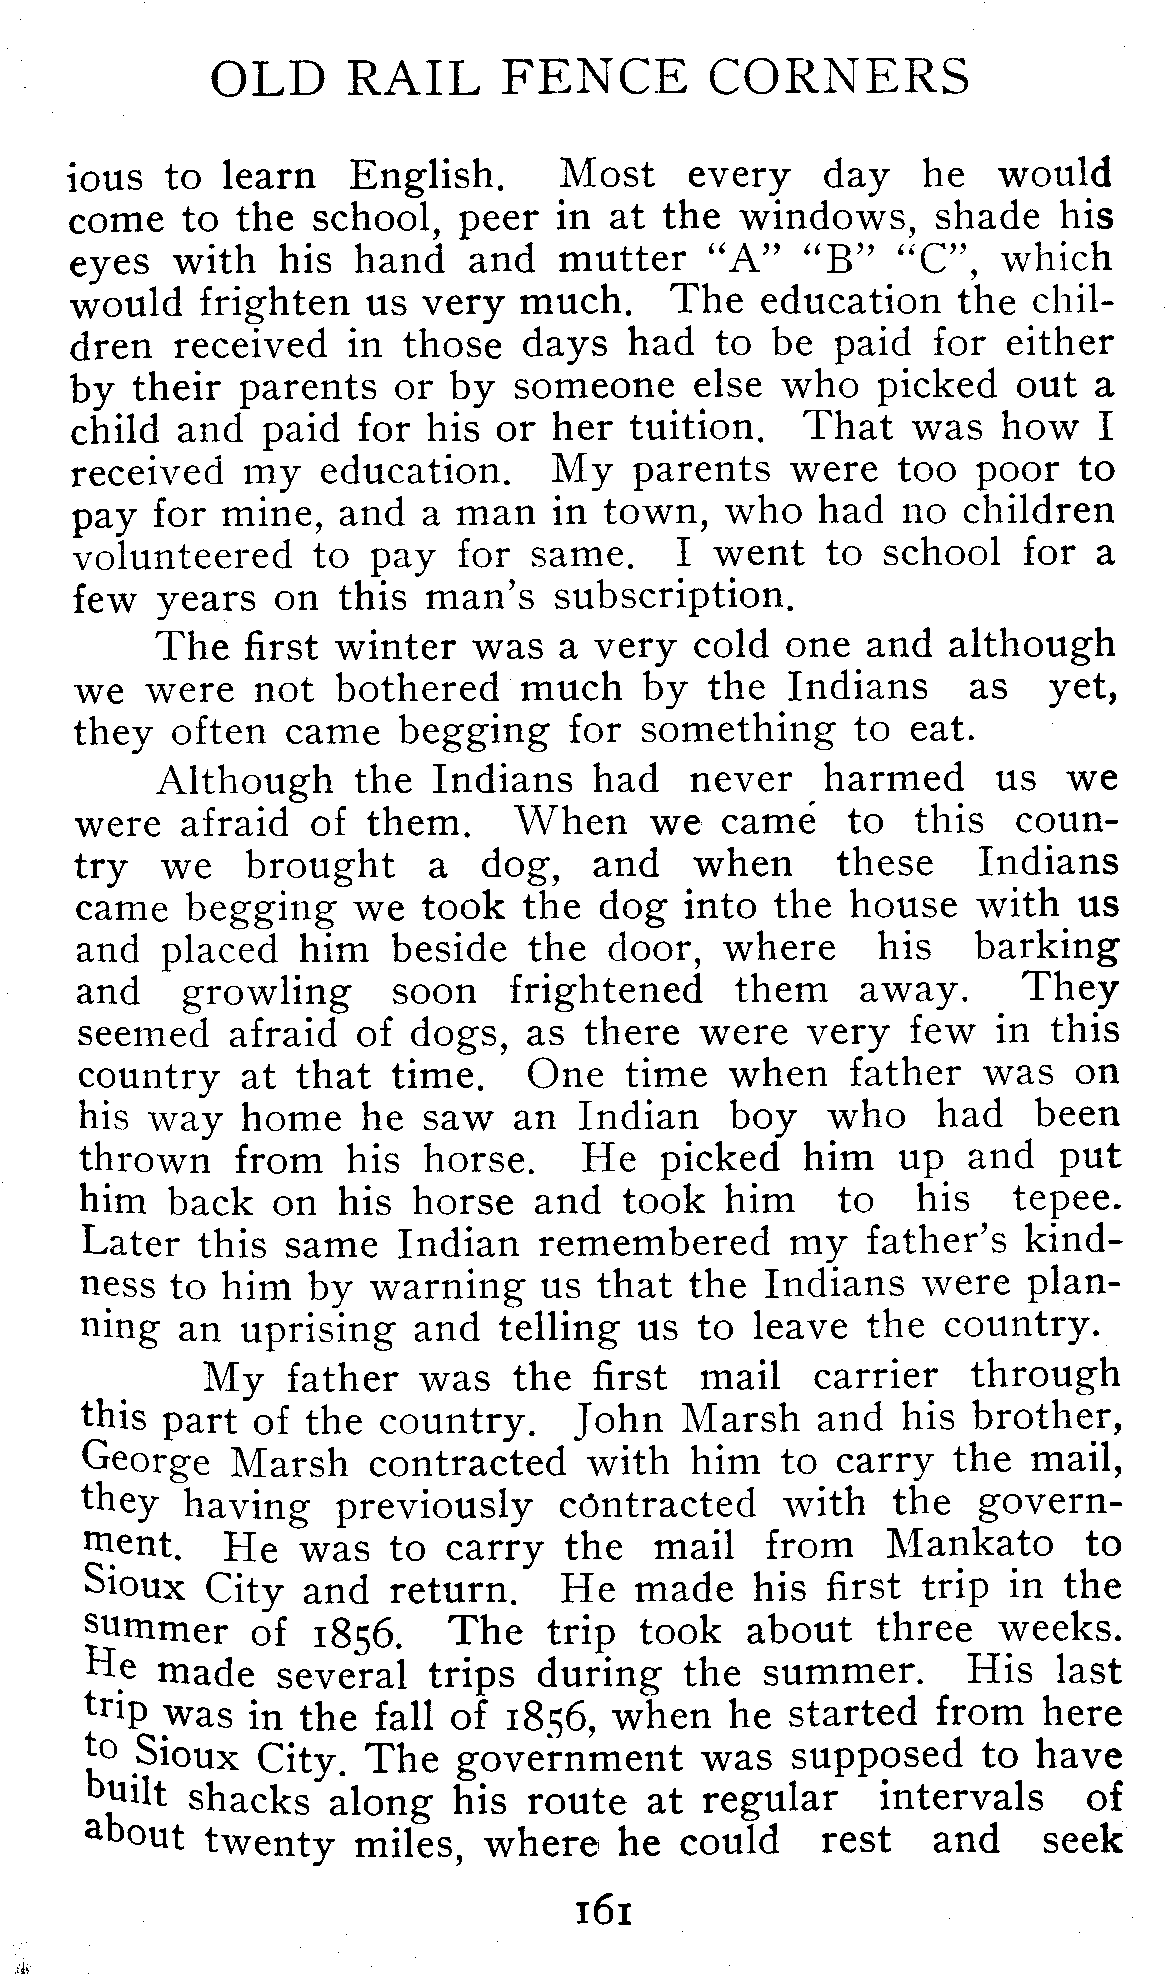 OLD RAIL FENCE CORNERS
ious to learn English. Most every day he would
come to the school, peer in at the windows, shade his
eyes with his hand and mutter “A” “B” “C”, which
would frighten us very much. The education the chil-
dren received in those days had to be paid for either
by their parents or by someone else who picked out a
child and paid for his or her tuition. That was how I
received my education. My parents were too poor to
pay for mine, and a man in town, who had no children
volunteered to pay for same. I went to school for a
few years on this man’s subscription.
The first winter was a very cold one and although
we were not bothered much by the Indians as yet,
they often came begging for something to eat.
Although the Indians had never harmed us we
were afraid of them. When we came to this coun-
try we brought a dog, and when these Indians
came begging we took the dog into the house with us
and placed him beside the door, where his barking
and growling soon frightened them away. They
seemed afraid of dogs, as there were very few in this
country at that time. One time when father was on
his way home he saw an Indian boy who had been
thrown from his horse. He picked him up and put
him back on his horse and took him to his tepee.
Later this same Indian remembered my father’s kind-
ness to him by warning us that the Indians were plan-
ning an uprising and telling us to leave the country.
My father was the first mail carrier through
this part of the country. John Marsh and his brother,
George Marsh contracted with him to carry the mail,
they having previously contracted with the govern-
ment. He was to carry the mail from Mankato to
Sioux City and return. He made his first trip in the
summer of 1856. The trip took about three weeks.
He made several trips during the summer. His last
trip was in the fall of 1856, when he started from here
to Sioux City. The government was supposed to have
built shacks along his route at regular intervals of
about twenty miles, where he could rest and seek
161